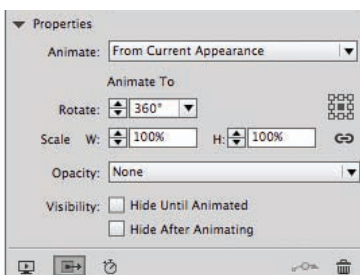 Properties
Animate: From Current Appearance
Animate To
Rotate: 360°
Scale W: 100% H: 100%
Opacity: None
Visibility: Hide Until Animated
Hide After Animating